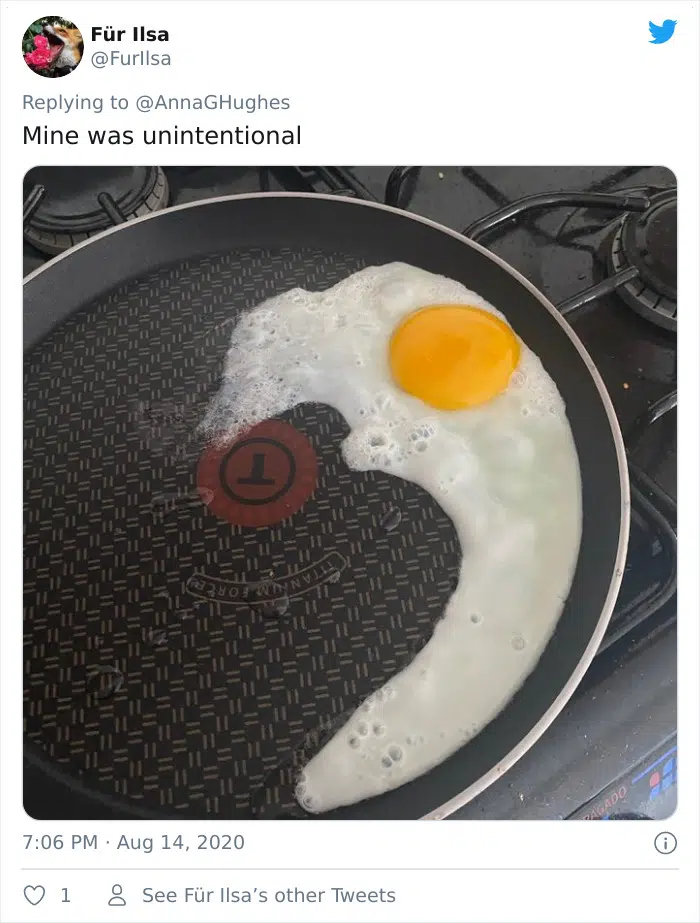 Für Ilsa
@FurIlsa
Replying to @AnnaGHughes
Mine was unintentional
T
TITANIUM FORCE
PAGADO
7:06 PM · Aug 14, 2020
1
See Für Ilsa’s other Tweets